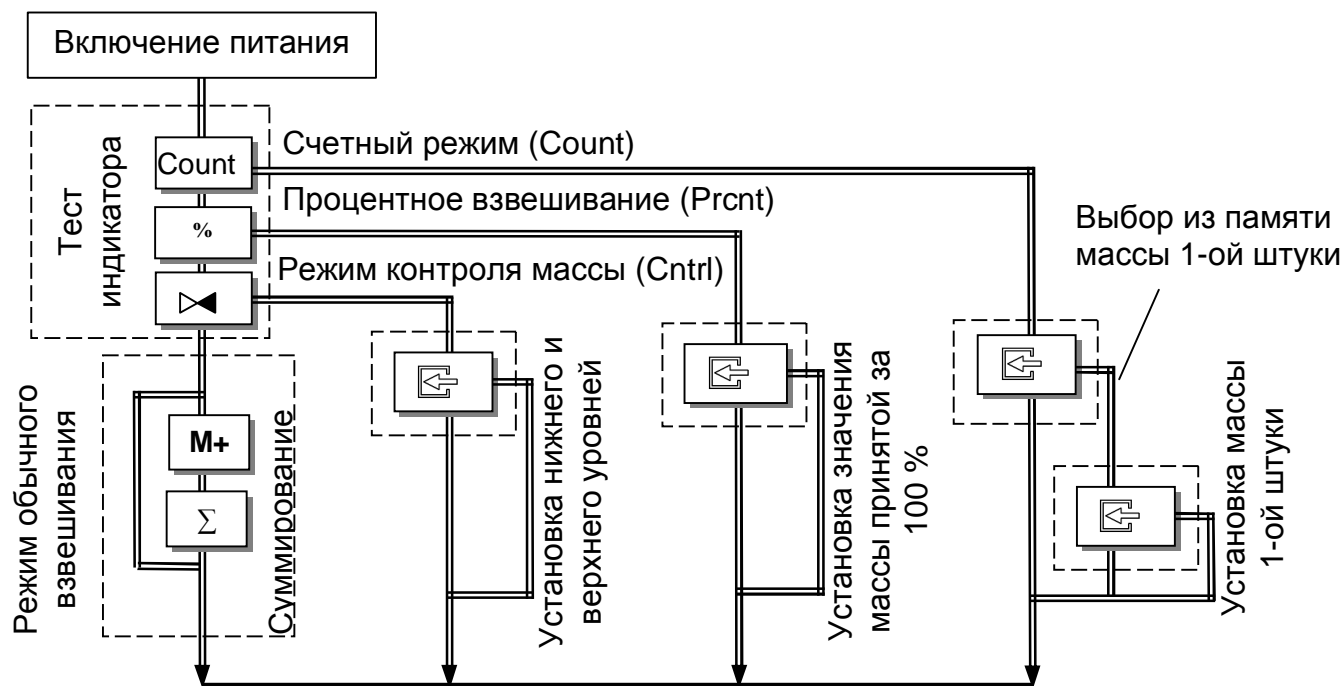 Включение питания
Тест
индикатора
Count
Счетный режим (Count)
%
Процентное взвешивание (Prcnt)
Режим контроля массы (Cntrl)
Выбор из памяти
массы 1-ой штуки
Режим обычного
взвешивания
M+
Σ
Суммирование
Установка нижнего и
верхнего уровней
Установка значения
массы принятой за
100 %
Установка массы
1-ой штуки